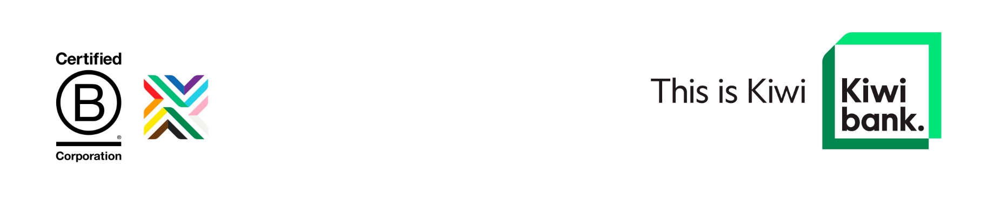 Certified
B
®
Corporation
This is Kiwi
Kiwi
bank.